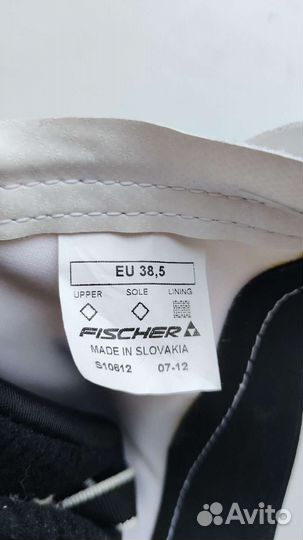 EU 38,5
UPPER SOLE LINING
FISCHER
MADE IN SLOVAKIA
S10612 07-12
Avito